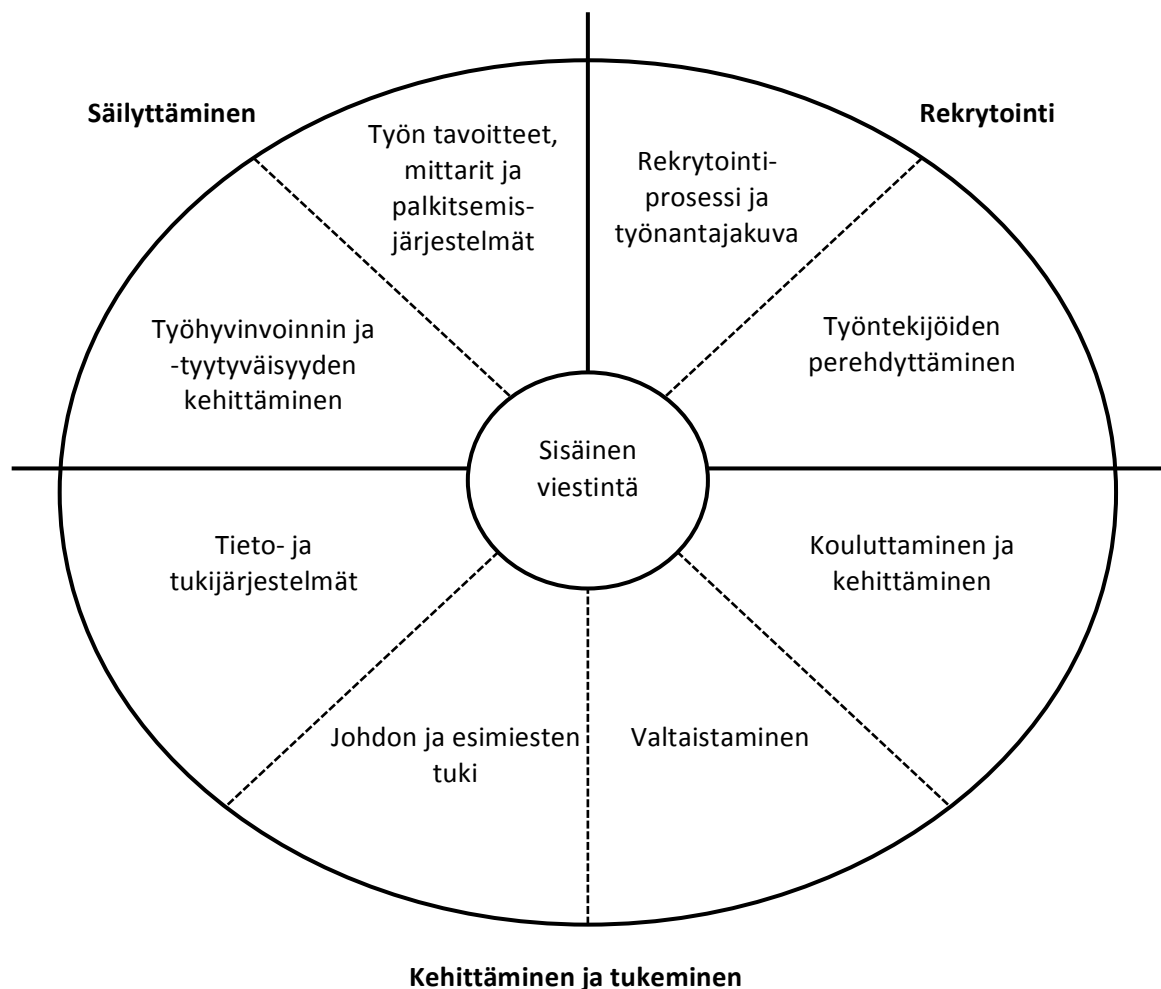 Säilyttäminen
Rekrytointi
Työn tavoitteet,
mittarit ja
palkitsemis-
järjestelmät
Rekrytointi-
prosessi ja
työnantajakuva
Työhyvinvoinnin ja
-tyytyväisyyden
kehittäminen
Työntekijöiden
perehdyttäminen
Sisäinen
viestintä
Tieto- ja
tukijärjestelmät
Kouluttaminen ja
kehittäminen
Johdon ja esimiesten
tuki
Valtaistaminen
Kehittäminen ja tukeminen